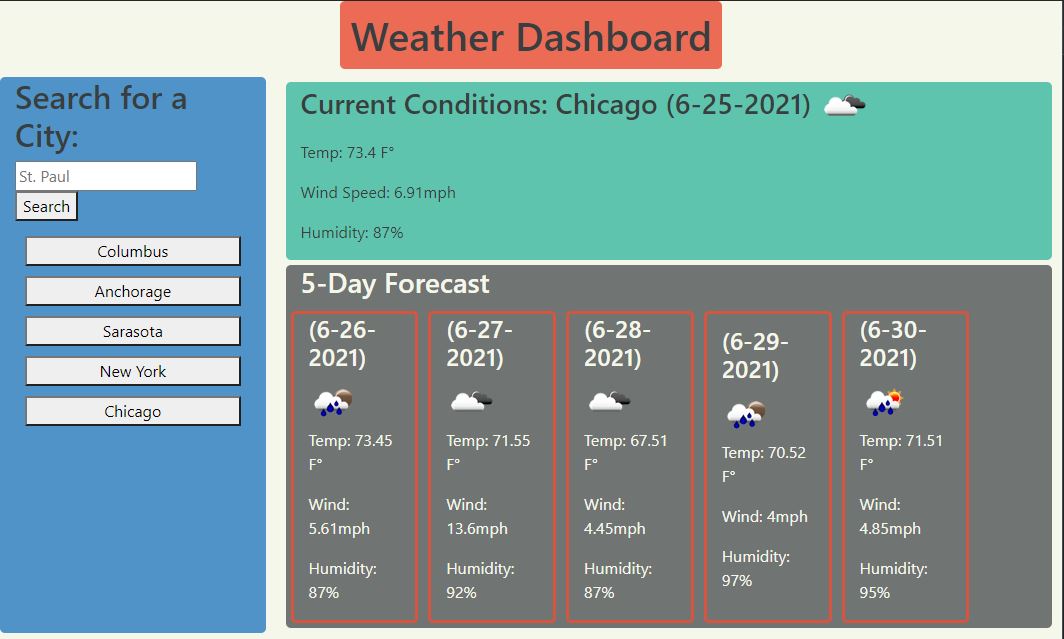 Weather Dashboard
Search for a
City:
St. Paul
Search
Columbus
Anchorage
Sarasota
New York
Chicago
Current Conditions: Chicago (6-25-2021)
Temp: 73.4 F°
Wind Speed: 6.91mph
Humidity: 87%
5-Day Forecast
(6-26-
2021)
Temp: 73.45
F°
Wind:
5.61mph
Humidity:
87%
(6-27-
2021)
Temp: 71.55
F°
Wind:
13.6mph
Humidity:
92%
(6-28-
2021)
Temp: 67.51
F°
Wind:
4.45mph
Humidity:
87%
(6-29-
2021)
Temp: 70.52
F°
Wind: 4mph
Humidity:
97%
(6-30-
2021)
Temp: 71.51
F°
Wind:
4.85mph
Humidity:
95%